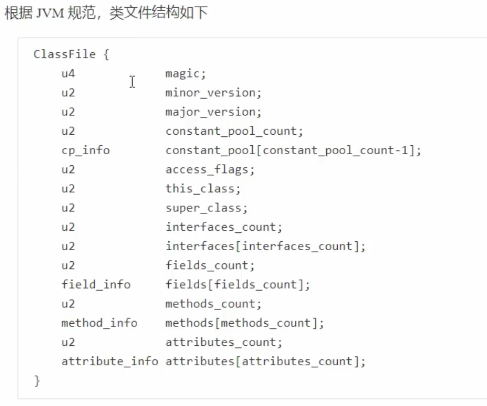 根据 JVM 规范，类文件结构如下
ClassFile {
u4 magic;
u2 minor_version;
u2 major_version;
u2 constant_pool_count;
cp_info constant_pool[constant_pool_count-1];
u2 access_flags;
u2 this_class;
u2 super_class;
u2 interfaces_count;
u2 interfaces[interfaces_count];
u2 fields_count;
field_info fields[fields_count];
u2 methods_count;
method_info methods[methods_count];
u2 attributes_count;
attribute_info attributes[attributes_count];
}